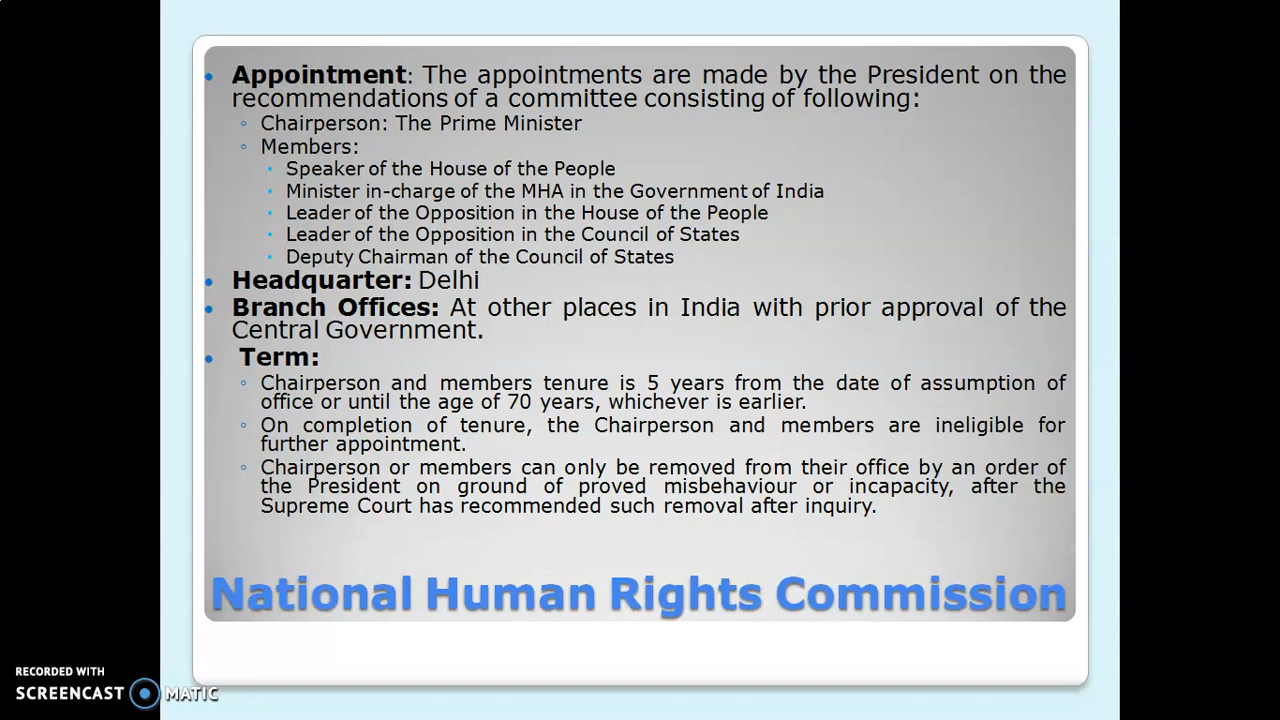 Appointment: The appointments are made by the President on the
recommendations of a committee consisting of following:
Chairperson: The Prime Minister
Members:
Speaker of the House of the People
Minister in-charge of the MHA in the Government of India
Leader of the Opposition in the House of the People
Leader of the Opposition in the Council of States
Deputy Chairman of the Council of States
Headquarter: Delhi
Branch Offices: At other places in India with prior approval of the
Central Government.
Term:
Chairperson and members tenure is 5 years from the date of assumption of
office or until the age of 70 years, whichever is earlier.
On completion of tenure, the Chairperson and members are ineligible for
further appointment.
Chairperson or members can only be removed from their office by an order of
the President on ground of proved misbehaviour or incapacity, after the
Supreme Court has recommended such removal after inquiry.
National Human Rights Commission
RECORDED WITH
SCREENCAST MATIC